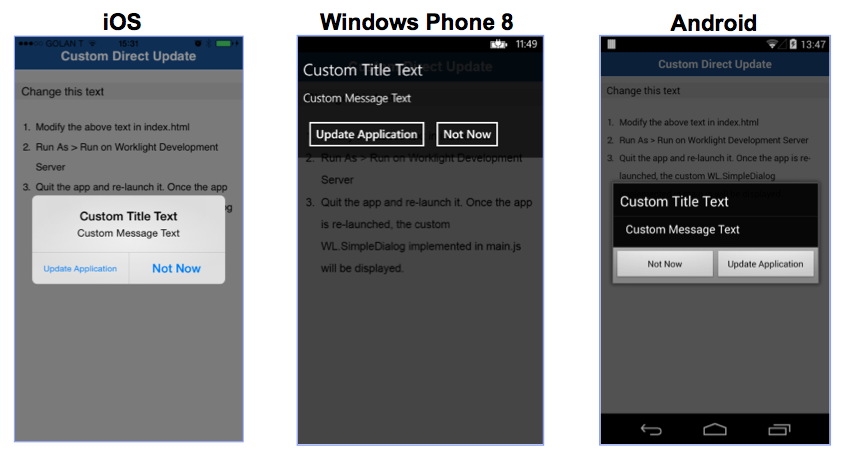 iOS
GOLAN T 15:31
Custom Direct Update
Change this text
1. Modify the above text in index.html
2. Run As > Run on Worklight Development
Server
3. Quit the app and re-launch it. Once the app
Custom Title Text
Custom Message Text
Update Application Not Now
Windows Phone 8
11:49
Custom Title Text
Custom Message Text
Update Application Not Now
2. Run As > Run on Worklight Development
Server
3. Quit the app and re-launch it. Once the app
is re-launched, the custom
WL.SimpleDialog implemented in main.js
will be displayed.
Android
13:47
Custom Direct Update
Change this text
1. Modify the above text in index.html
2. Run As > Run on Worklight Development Server
3. Quit the app and re-launch it. Once the app is re-
launched, the custom WL.SimpleDialog
Custom Title Text
Custom Message Text
Not Now Update Application